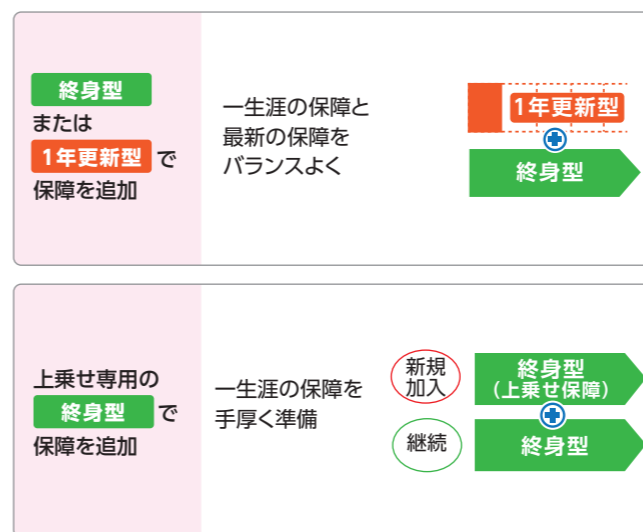 終身型
または
1年更新型 で
保障を追加
一生涯の保障と
最新の保障を
バランスよく
1年更新型
終身型
上乗せ専用の
終身型 で
保障を追加
一生涯の保障を
手厚く準備
新規
加入
終身型
(上乗せ保障)
継続
終身型